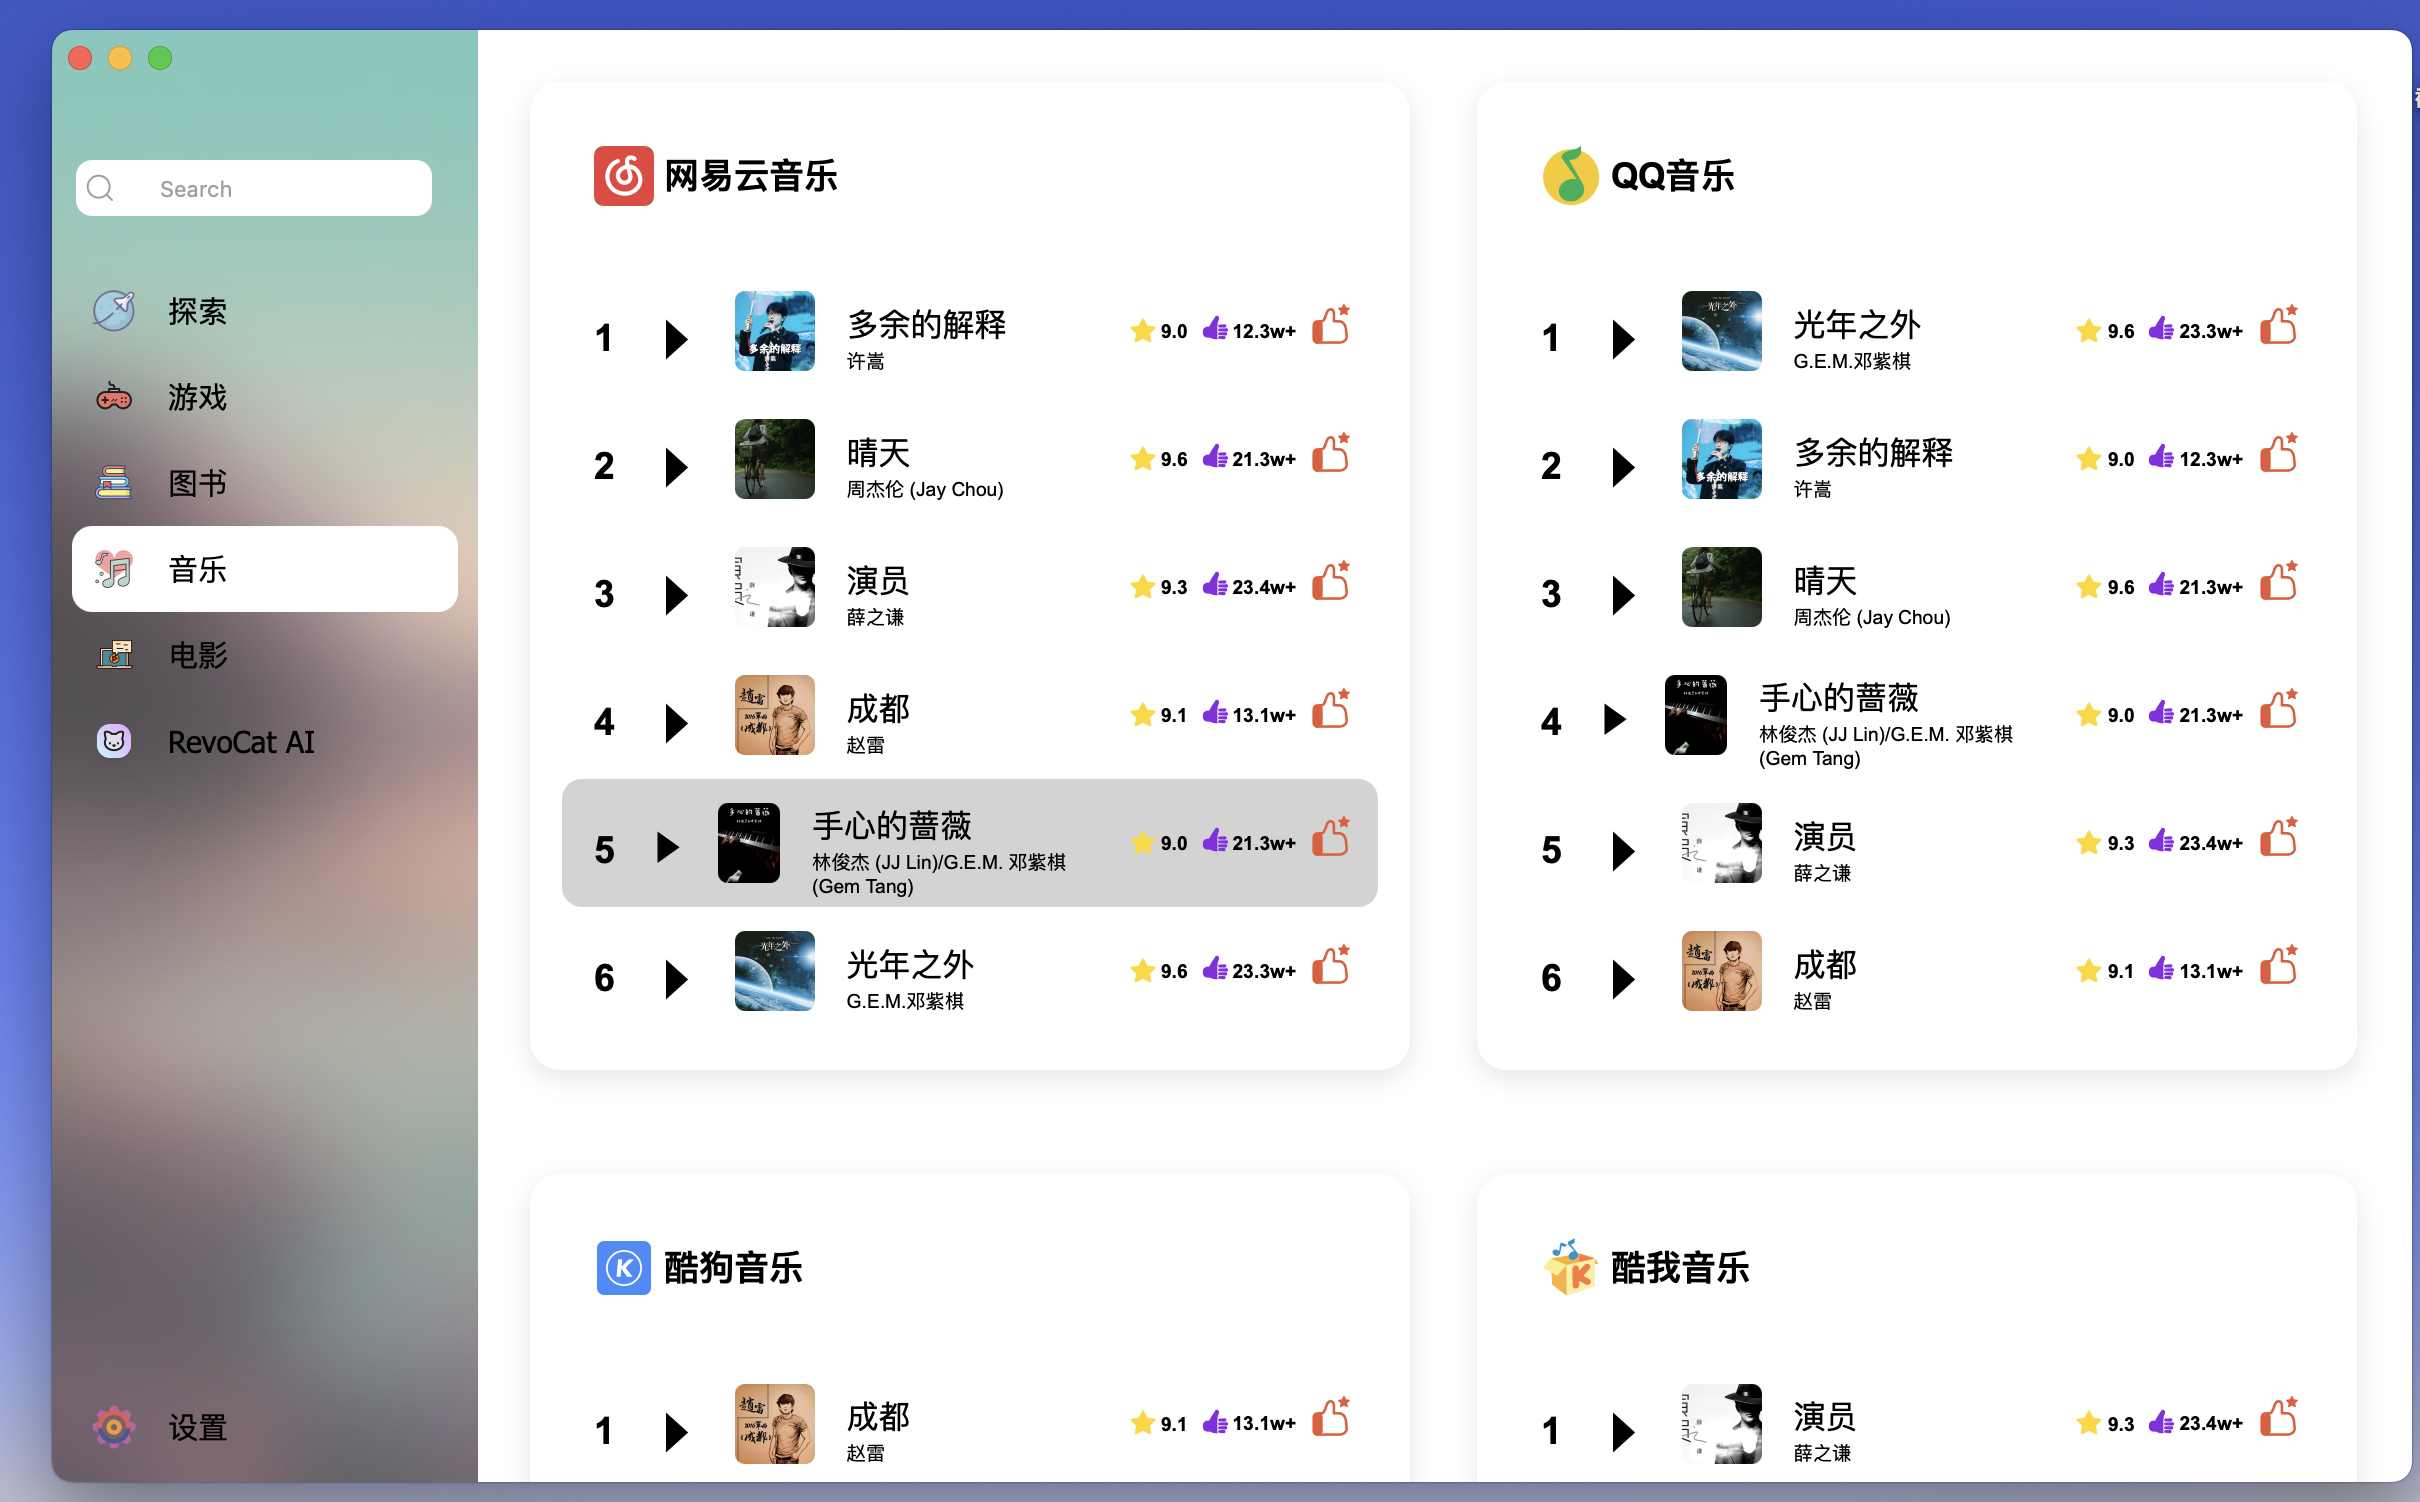 Search
探索
游戏
图书
音乐
电影
RevoCat AI
设置
网易云音乐
1
多余的解释
许嵩
9.0
12.3w+
2
晴天
周杰伦 (Jay Chou)
9.6
21.3w+
3
演员
薛之谦
9.3
23.4w+
4
成都
赵雷
9.1
13.1w+
5
手心的蔷薇
林俊杰 (JJ Lin)/G.E.M. 邓紫棋
(Gem Tang)
9.0
21.3w+
6
光年之外
G.E.M.邓紫棋
9.6
23.3w+
QQ音乐
1
光年之外
G.E.M.邓紫棋
9.6
23.3w+
2
多余的解释
许嵩
9.0
12.3w+
3
晴天
周杰伦 (Jay Chou)
9.6
21.3w+
4
手心的蔷薇
林俊杰 (JJ Lin)/G.E.M. 邓紫棋
(Gem Tang)
9.0
21.3w+
5
演员
薛之谦
9.3
23.4w+
6
成都
赵雷
9.1
13.1w+
酷狗音乐
1
成都
赵雷
9.1
13.1w+
酷我音乐
1
演员
薛之谦
9.3
23.4w+